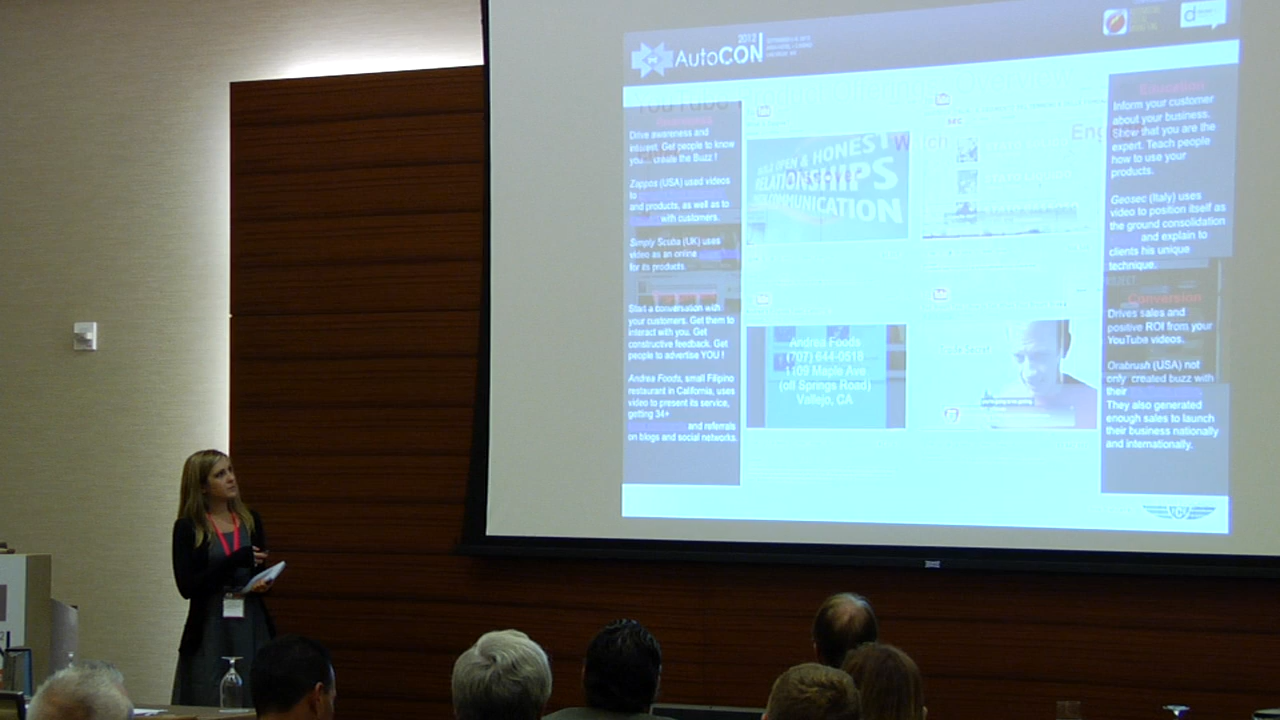 2012
AutoCON
YouTube
Awareness
Drive awareness and
interest. Get people to know
you... create the Buzz !
Zappos (USA) used videos
to
and products, as well as to
with customers.
Simply Scuba (UK) uses
video as an online
for its products.
Start a conversation with
your customers. Get them to
interact with you. Get
constructive feedback. Get
people to advertise YOU !
Andrea Foods, small Filipino
restaurant in California, uses
video to present its service,
getting 34+
and referrals
on blogs and social networks.
OPEN & HONEST
RELATIONSHIPS
COMMUNICATION
Andrea Foods
(707) 644-0518
1109 Maple Ave
(off Springs Road)
Vallejo, CA
Education
Inform your customer
about your business.
Show that you are the
expert. Teach people
how to use your
products.
Geosec (Italy) uses
video to position itself as
the ground consolidation
and explain to
clients his unique
technique.
Conversion
Drives sales and
positive ROI from your
YouTube videos.
Orabrush (USA) not
only created buzz with
their
They also generated
enough sales to launch
their business nationally
and internationally.